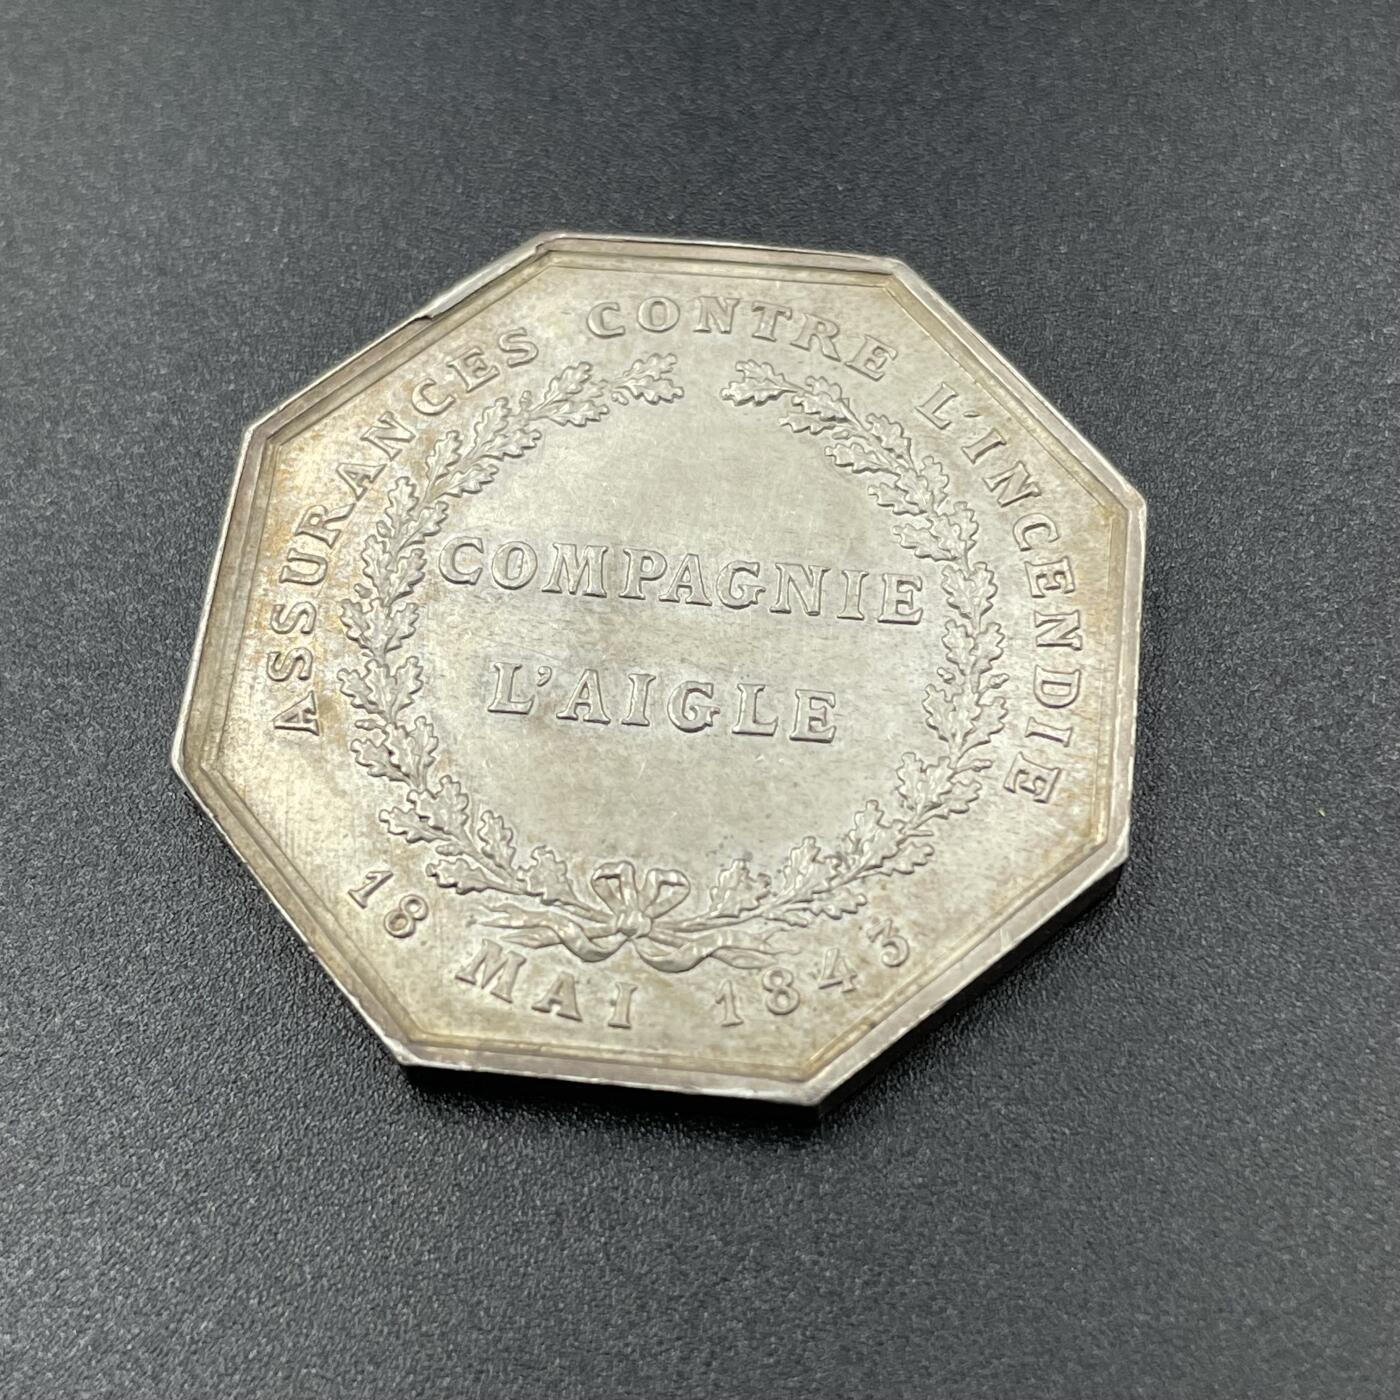 ASSURANCES CONTRE L'INCENDIE
COMPAGNIE
L'AIGLE
18 MAI 1843